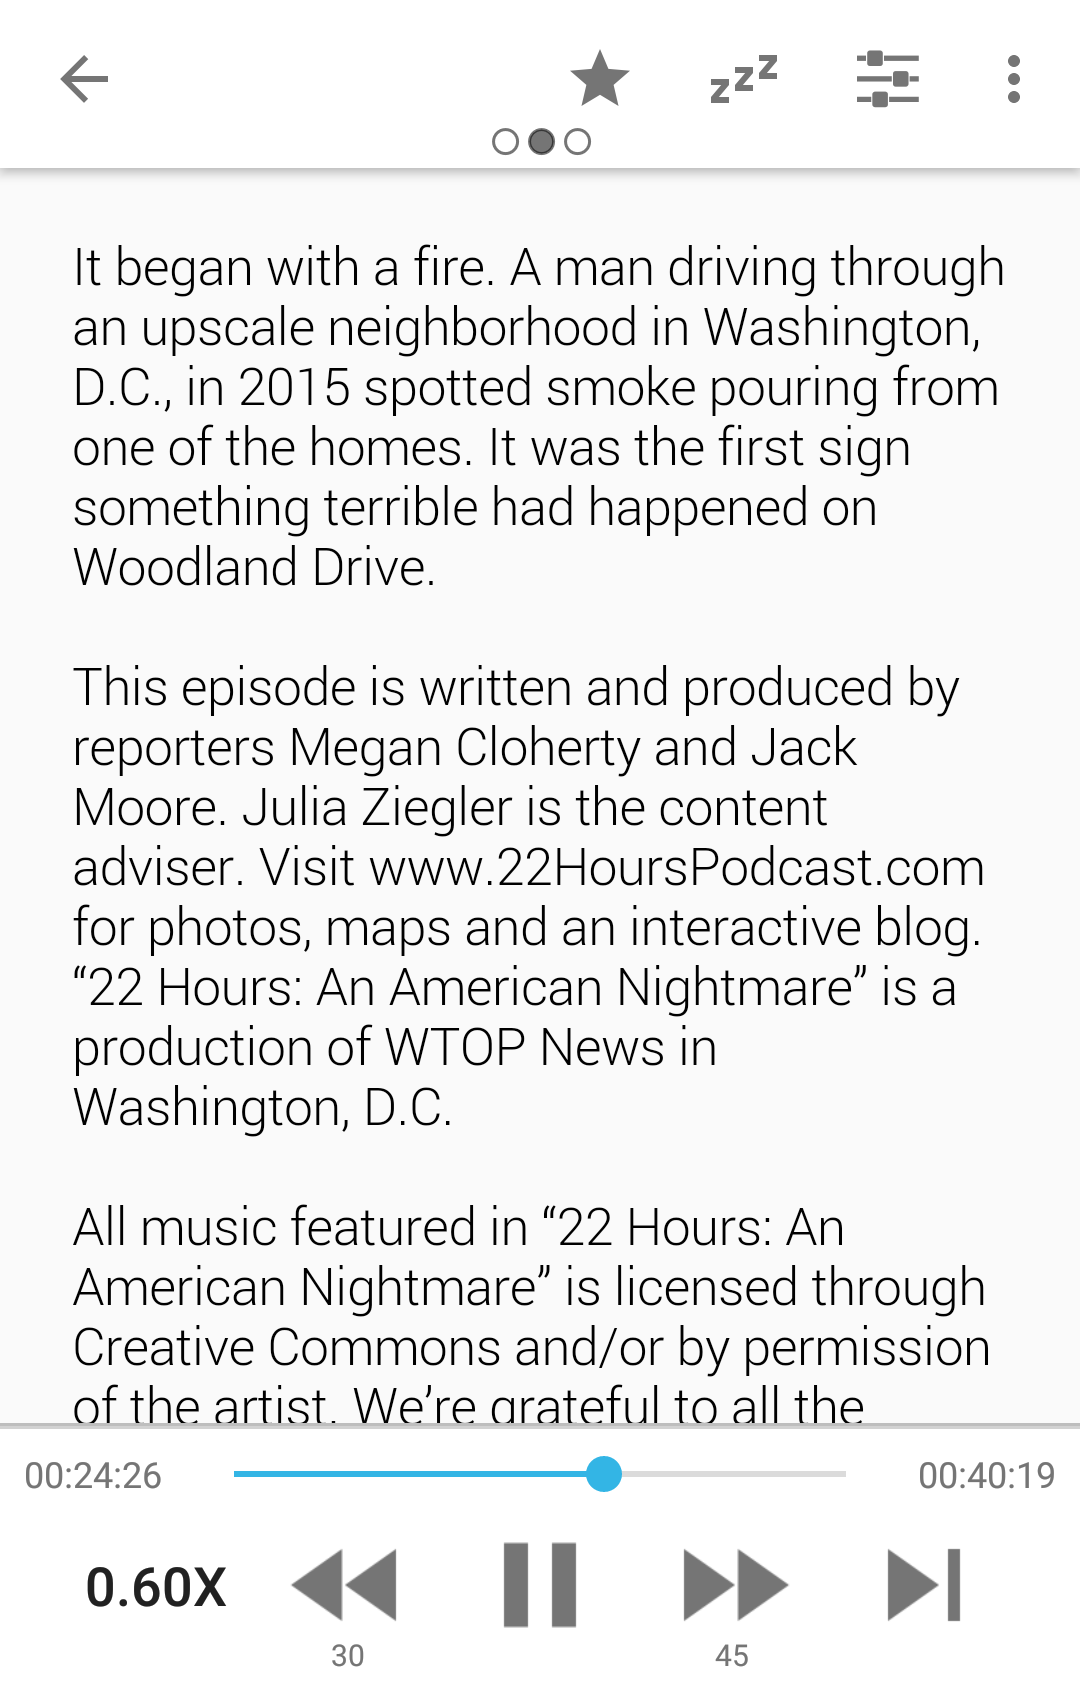 zzz
It began with a fire. A man driving through
an upscale neighborhood in Washington,
D.C., in 2015 spotted smoke pouring from
one of the homes. It was the first sign
something terrible had happened on
Woodland Drive.
This episode is written and produced by
reporters Megan Cloherty and Jack
Moore. Julia Ziegler is the content
adviser. Visit www.22HoursPodcast.com
for photos, maps and an interactive blog.
“22 Hours: An American Nightmare” is a
production of WTOP News in
Washington, D.C.
All music featured in “22 Hours: An
American Nightmare” is licensed through
Creative Commons and/or by permission
of the artist. We’re grateful to all the
00:24:26
00:40:19
0.60X
30
45